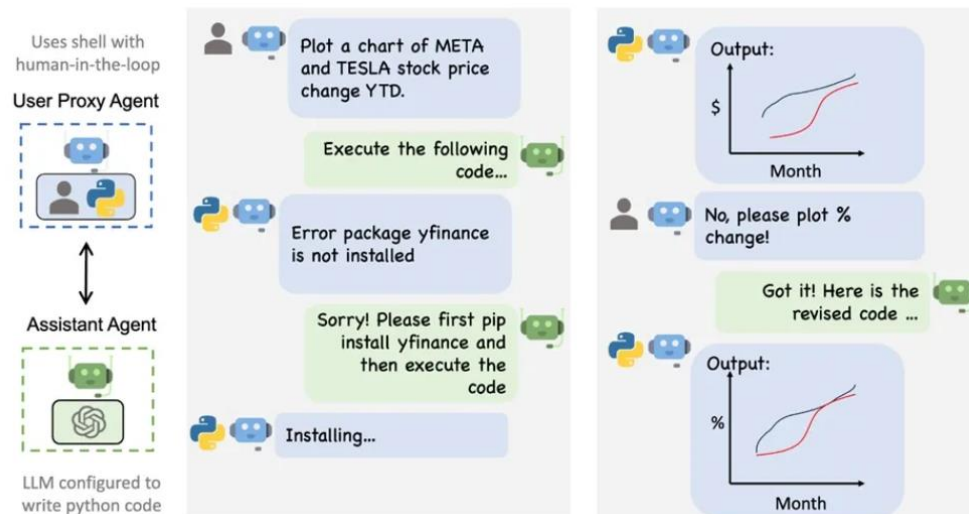 Uses shell with
human-in-the-loop
User Proxy Agent
Assistant Agent
LLM configured to
write python code
Plot a chart of META
and TESLA stock price
change YTD.
Execute the following
code...
Error package yfinance
is not installed
Sorry! Please first pip
install yfinance and
then execute the
code
Installing...
Output:
$
Month
No, please plot %
change!
Got it! Here is the
revised code ...
Output:
%
Month